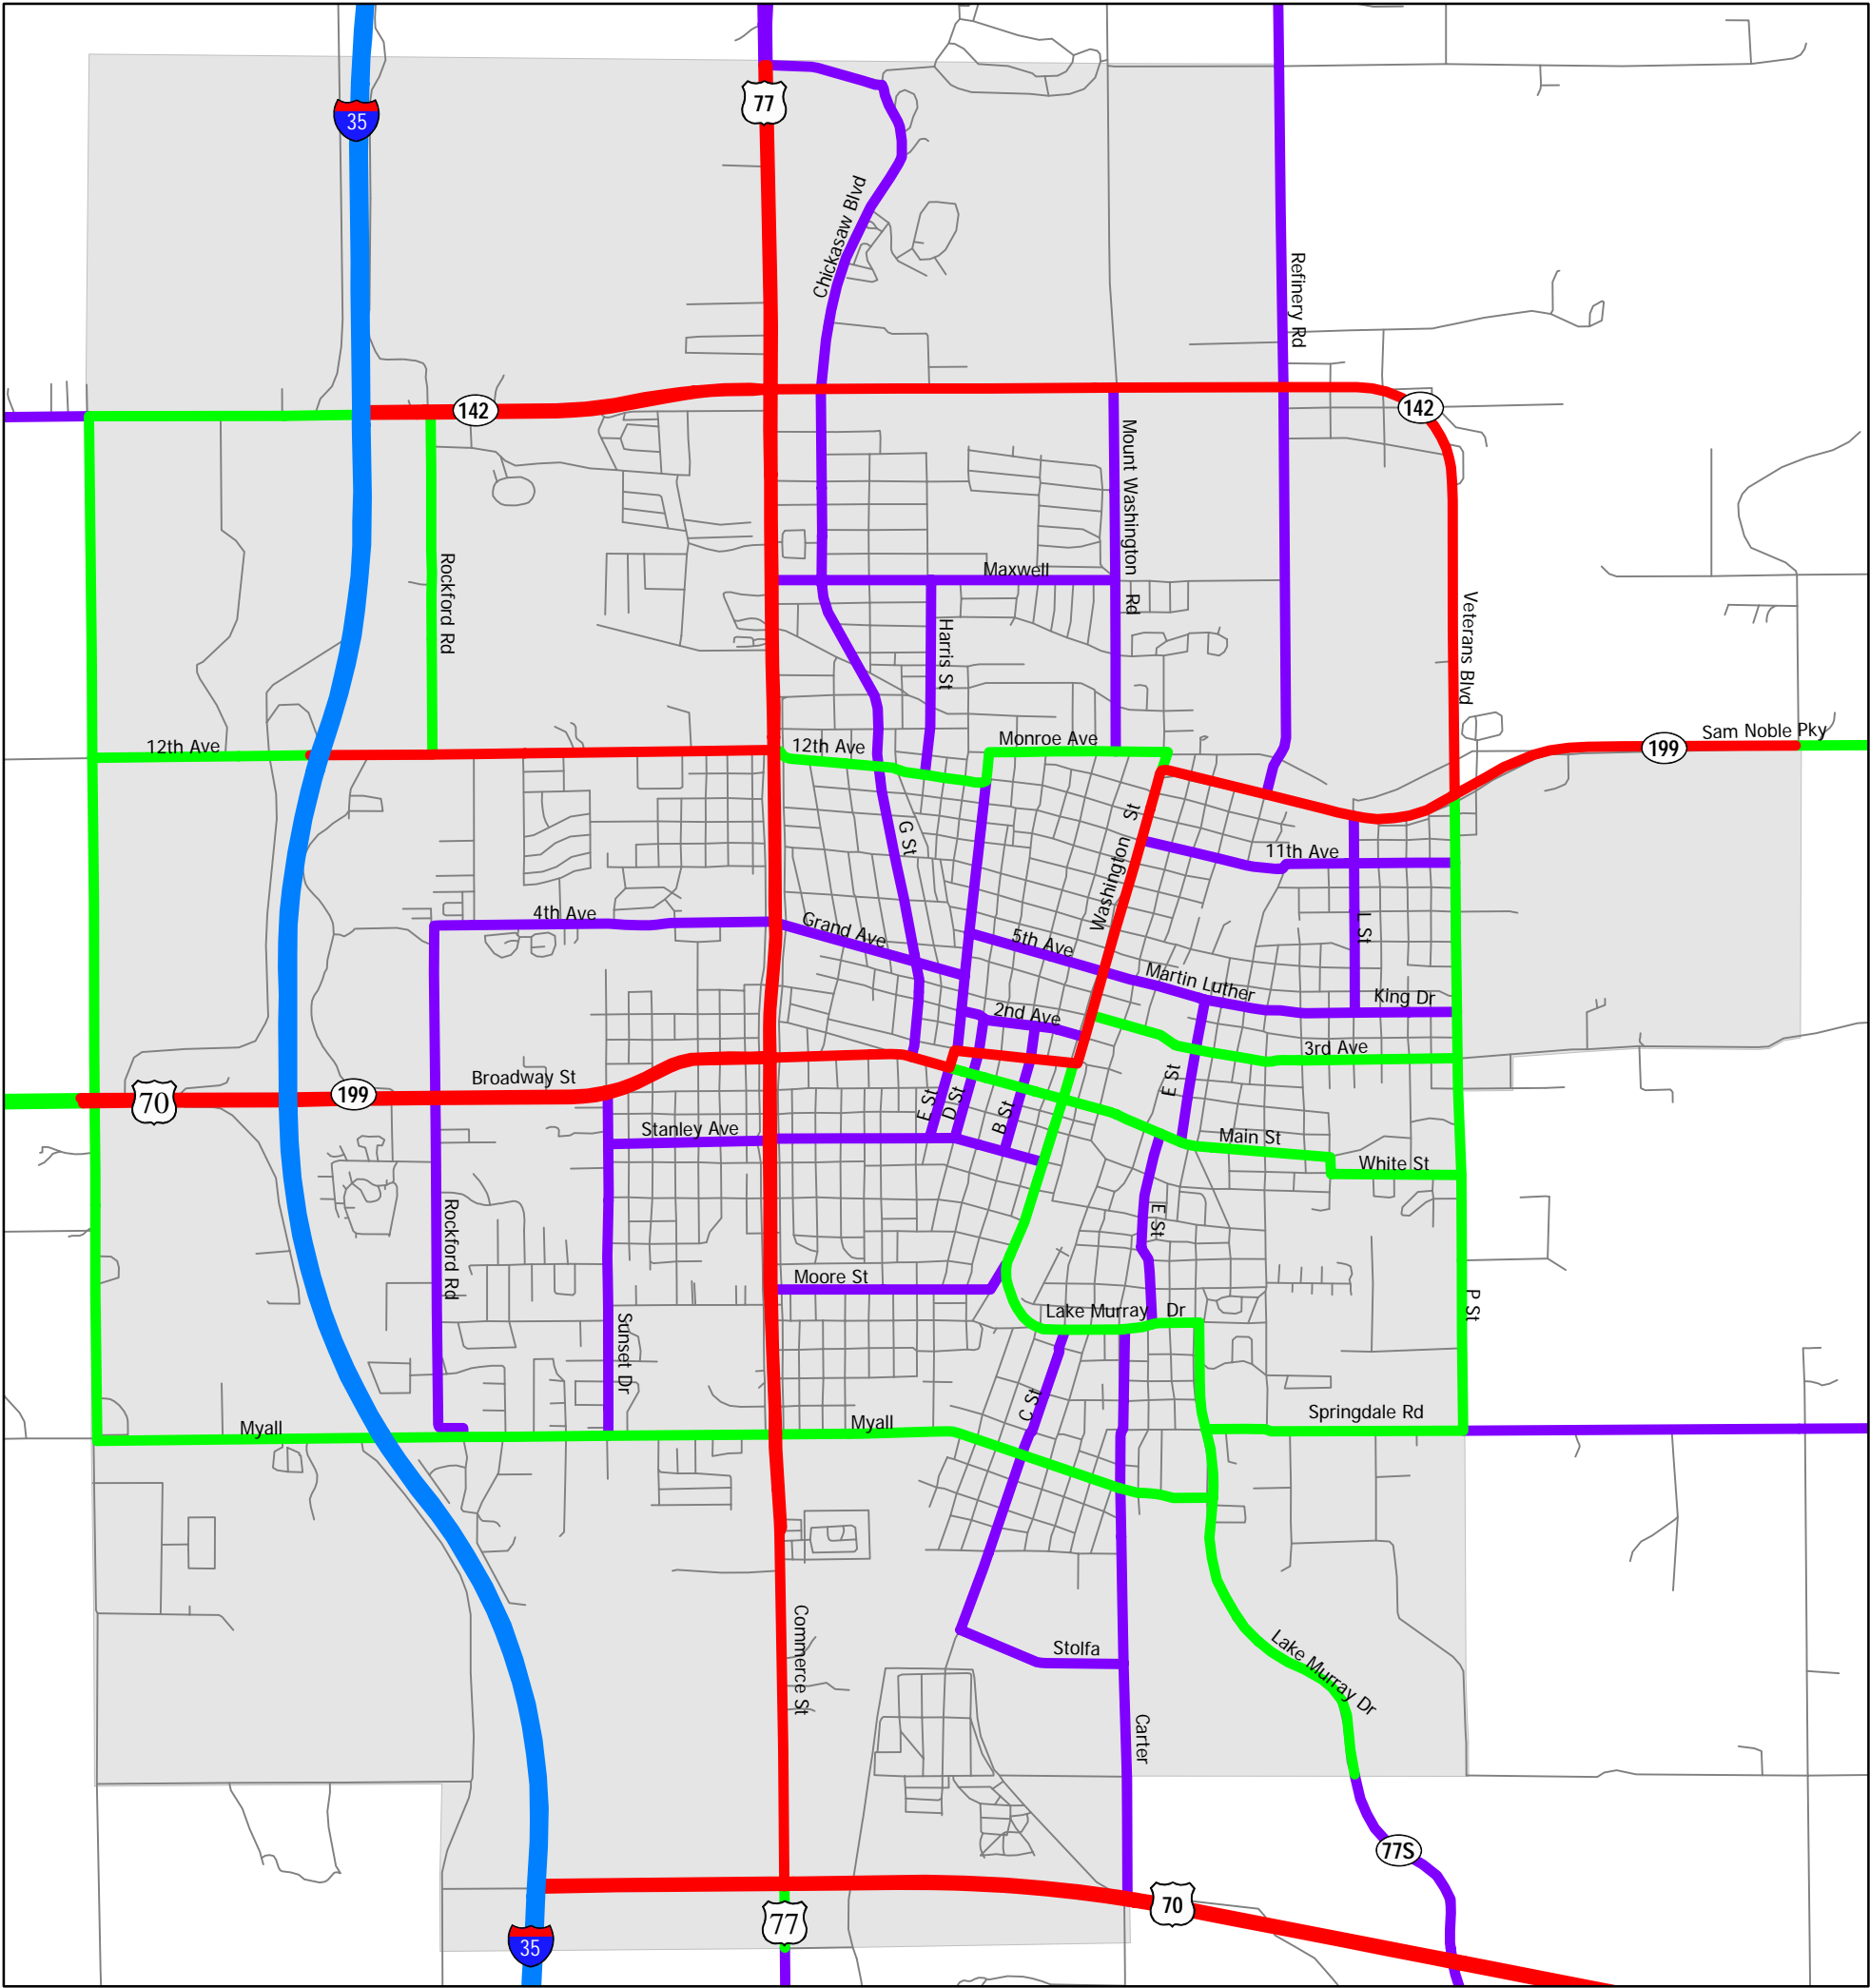 77
35
Chickasaw Blvd
Refinery Rd
142
142
Mount Washington Rd
Rockford Rd
Maxwell
Harris St
Veterans Blvd
Sam Noble Pky
199
12th Ave
12th Ave
Monroe Ave
G St
Washington St
11th Ave
4th Ave
Grand Ave
5th Ave
L St
Martin Luther King Dr
2nd Ave
3rd Ave
Broadway St
70
199
E St
F St
D St
B St
Stanley Ave
Main St
White St
Rockford Rd
E St
Moore St
Lake Murray Dr
P St
Sunset Dr
C St
Springdale Rd
Myall
Myall
Commerce St
Stolfa
Lake Murray Dr
Carter
77S
70
77
35